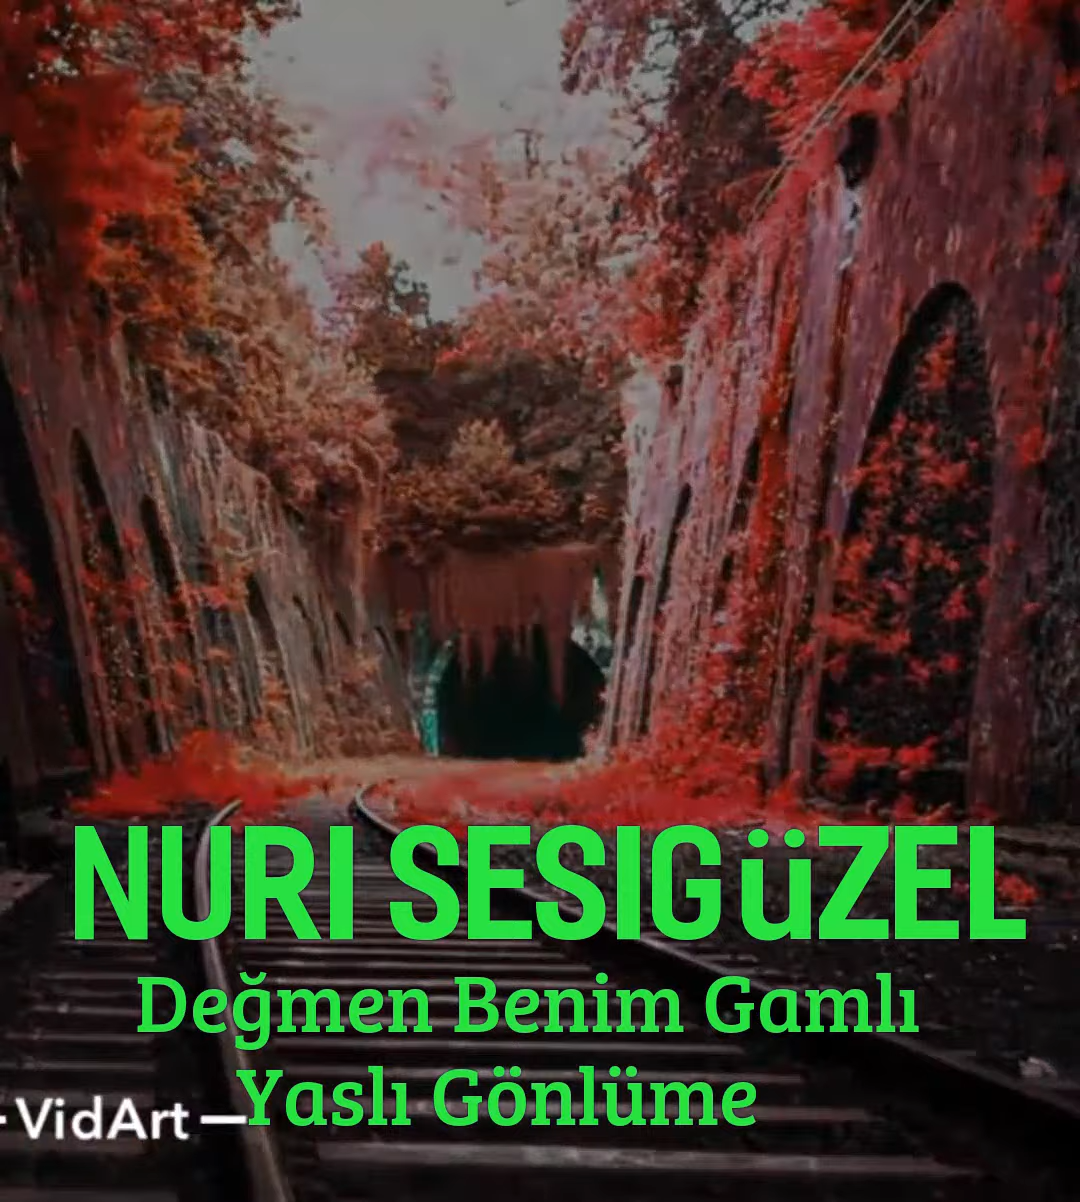 NURI SESIGüZEL
Değmen Benim Gamlı
Yaslı Gönlüme
-VidArt —